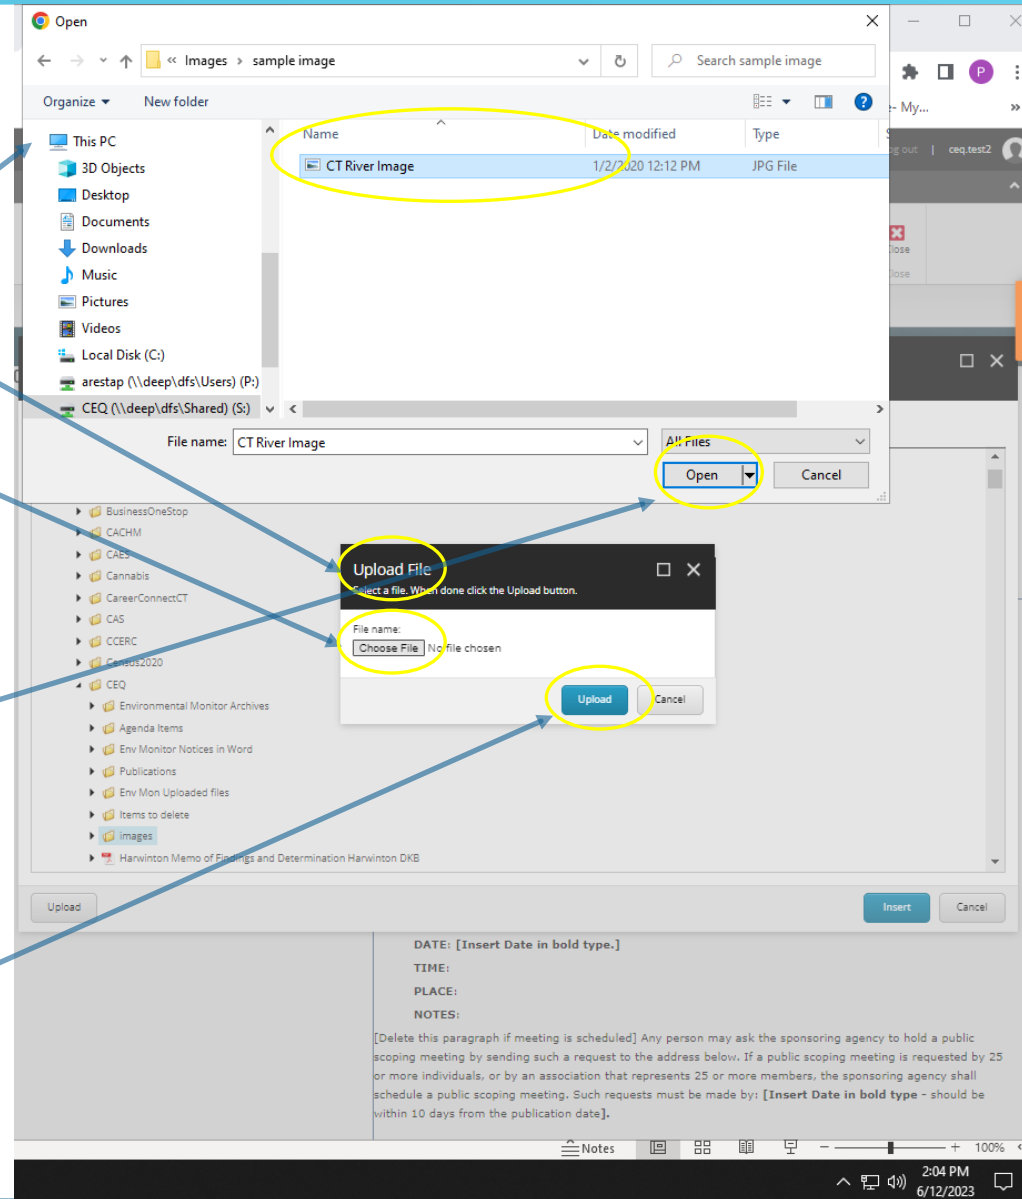 Open
« Images › sample image
Search sample image
Organize
New folder
- My...
»
This PC
3D Objects
Desktop
Documents
Downloads
Music
Pictures
Videos
Local Disk (C:)
arestap (\\deep\dfs\Users) (P:)
CEQ (\\deep\dfs\Shared) (S:)
Name
Date modified
Type
CT River Image
1/2/2020 12:12 PM
JPG File
og out | ceq.test2
P
lose
lose
File name: CT River Image
All Files
Open
Cancel
BusinessOneStop
CACHM
CAES
Cannabis
CareerConnectCT
CAS
CCERC
Census2020
CEQ
Environmental Monitor Archives
Agenda Items
Env Monitor Notices in Word
Publications
Env Mon Uploaded files
Items to delete
images
Harwinton Memo of Findings and Determination Harwinton DKB
Upload File
Select a file. When done click the Upload button.
File name:
Choose File No file chosen
Upload
Cancel
Upload
Insert
Cancel
DATE: [Insert Date in bold type.]
TIME:
PLACE:
NOTES:
[Delete this paragraph if meeting is scheduled] Any person may ask the sponsoring agency to hold a public
scoping meeting by sending such a request to the address below. If a public scoping meeting is requested by 25
or more individuals, or by an association that represents 25 or more members, the sponsoring agency shall
schedule a public scoping meeting. Such requests must be made by: [Insert Date in bold type - should be
within 10 days from the publication date].
Notes
100%
2:04 PM
6/12/2023